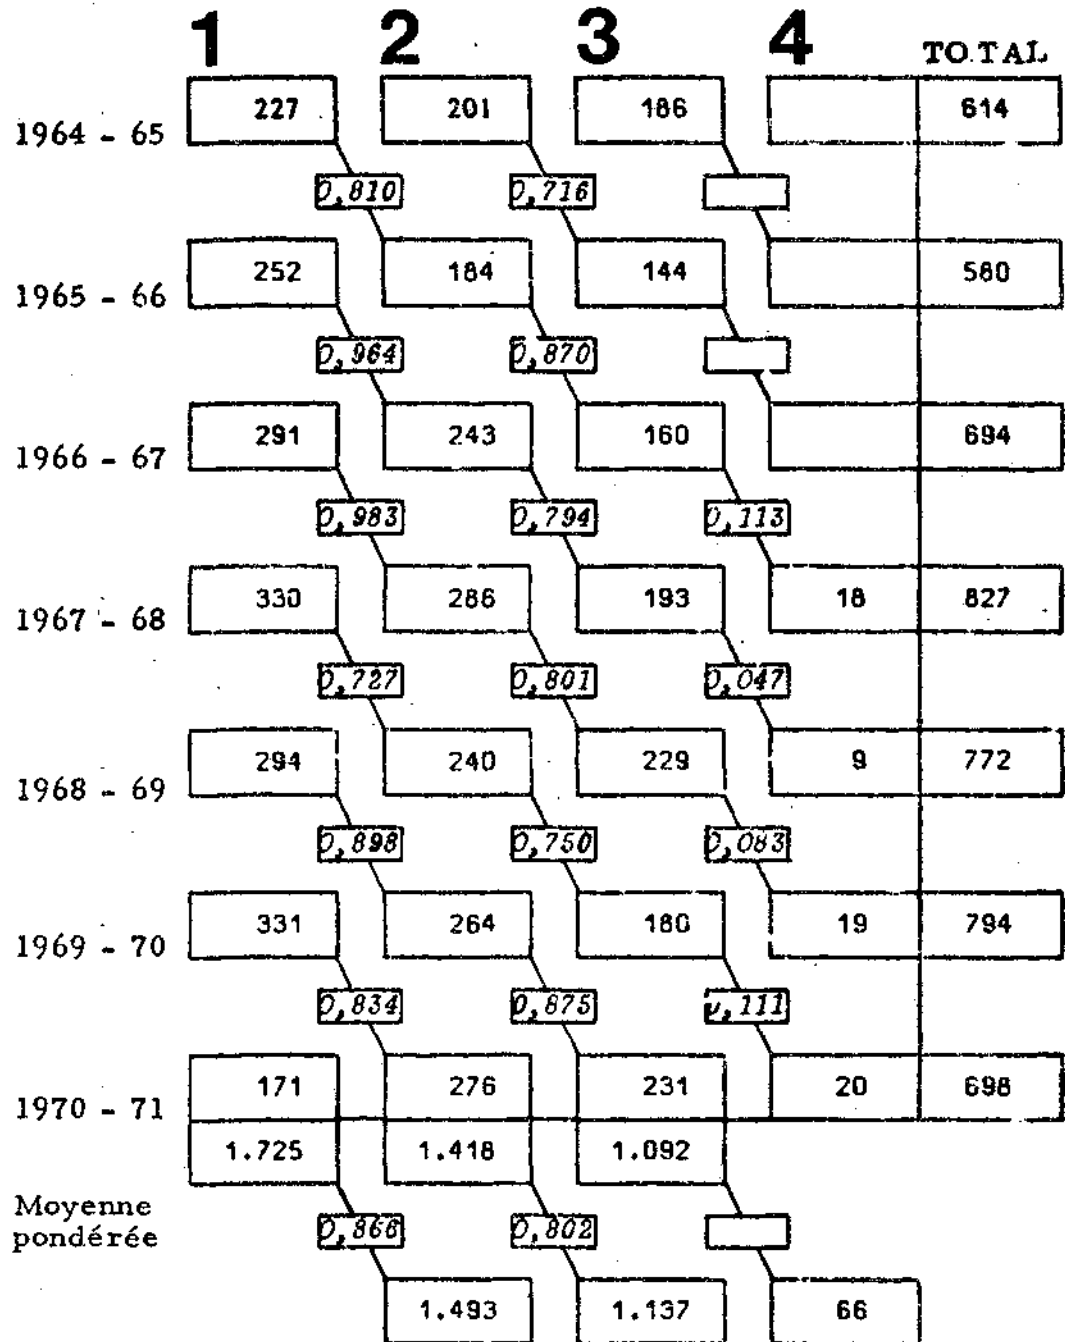 1 2 3 4 TOTAL
1964 - 65 227 201 186 614
0,810 0,716
1965 - 66 252 184 144 580
0,964 0,870
1966 - 67 291 243 160 694
0,983 0,794 0,113
1967 - 68 330 286 193 18 827
0,727 0,801 0,047
1968 - 69 294 240 229 9 772
0,898 0,750 0,083
1969 - 70 331 264 180 19 794
0,834 0,875 0,111
1970 - 71 171 276 231 20 698
1.725 1.418 1.092
Moyenne
pondérée 0,866 0,802
1.493 1.137 66